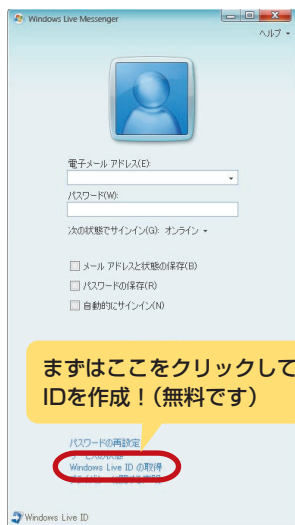 Windows Live Messenger
ヘルプ
電子メール アドレス(E):
パスワード(W):
次の状態でサインイン(G): オンライン
メール アドレスと状態の保存(B)
パスワードの保存(R)
自動的にサインイン(N)
まずはここをクリックして
IDを作成！(無料です)
パスワードの再設定
Windows Live ID の取得
Windows Live ID